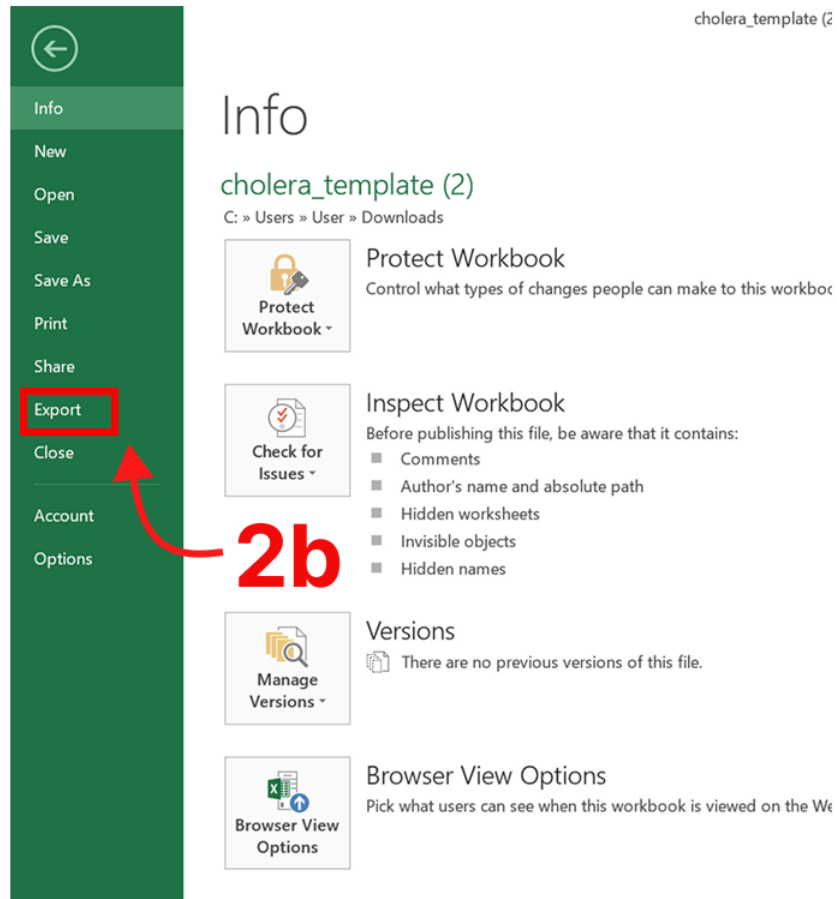 cholera_template (2
Info
New
Open
Save
Save As
Print
Share
Export
Close
Account
Options
Info
cholera_template (2)
C: » Users » User » Downloads
Protect
Workbook
Protect Workbook
Control what types of changes people can make to this workboo
Check for
Issues
Inspect Workbook
Before publishing this file, be aware that it contains:
Comments
Author's name and absolute path
Hidden worksheets
Invisible objects
Hidden names
2b
Manage
Versions
Versions
There are no previous versions of this file.
Browser View
Options
Browser View Options
Pick what users can see when this workbook is viewed on the We